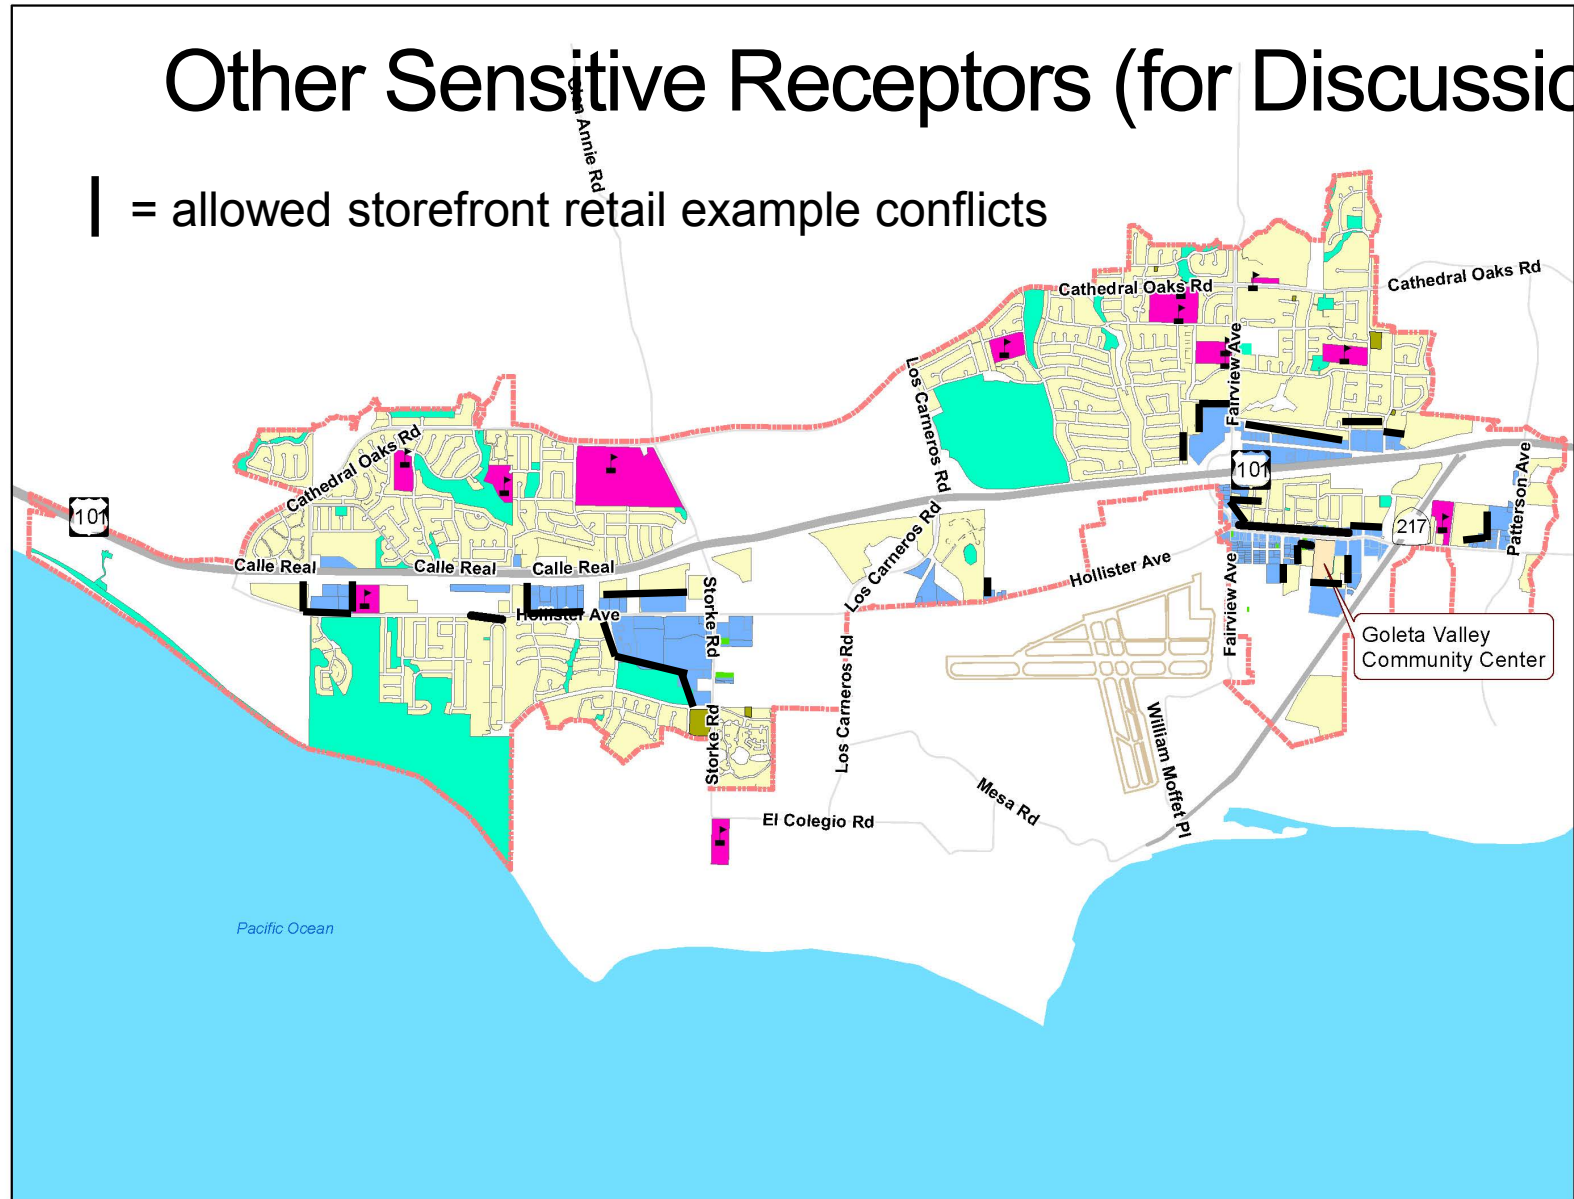 Other Sensitive Receptors (for Discussio
= allowed storefront retail example conflicts
Glen Annie Rd
Cathedral Oaks Rd
Cathedral Oaks Rd
Fairview Ave
Los Carneros Rd
Cathedral Oaks Rd
101
101
217
Patterson Ave
Calle Real
Calle Real
Calle Real
Los Carneros Rd
Hollister Ave
Hollister Ave
Storke Rd
Fairview Ave
Goleta Valley
Community Center
Los Carneros Rd
Storke Rd
William Moffet Pl
Mesa Rd
El Colegio Rd
Pacific Ocean